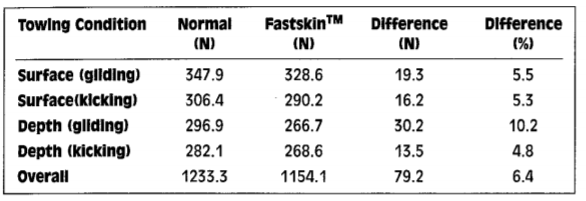 Towing Condition Normal (N) Fastskin™ (N) Difference (N) Difference (%)
Surface (gliding) 347.9 328.6 19.3 5.5
Surface(kicking) 306.4 290.2 16.2 5.3
Depth (gliding) 296.9 266.7 30.2 10.2
Depth (kicking) 282.1 268.6 13.5 4.8
Overall 1233.3 1154.1 79.2 6.4